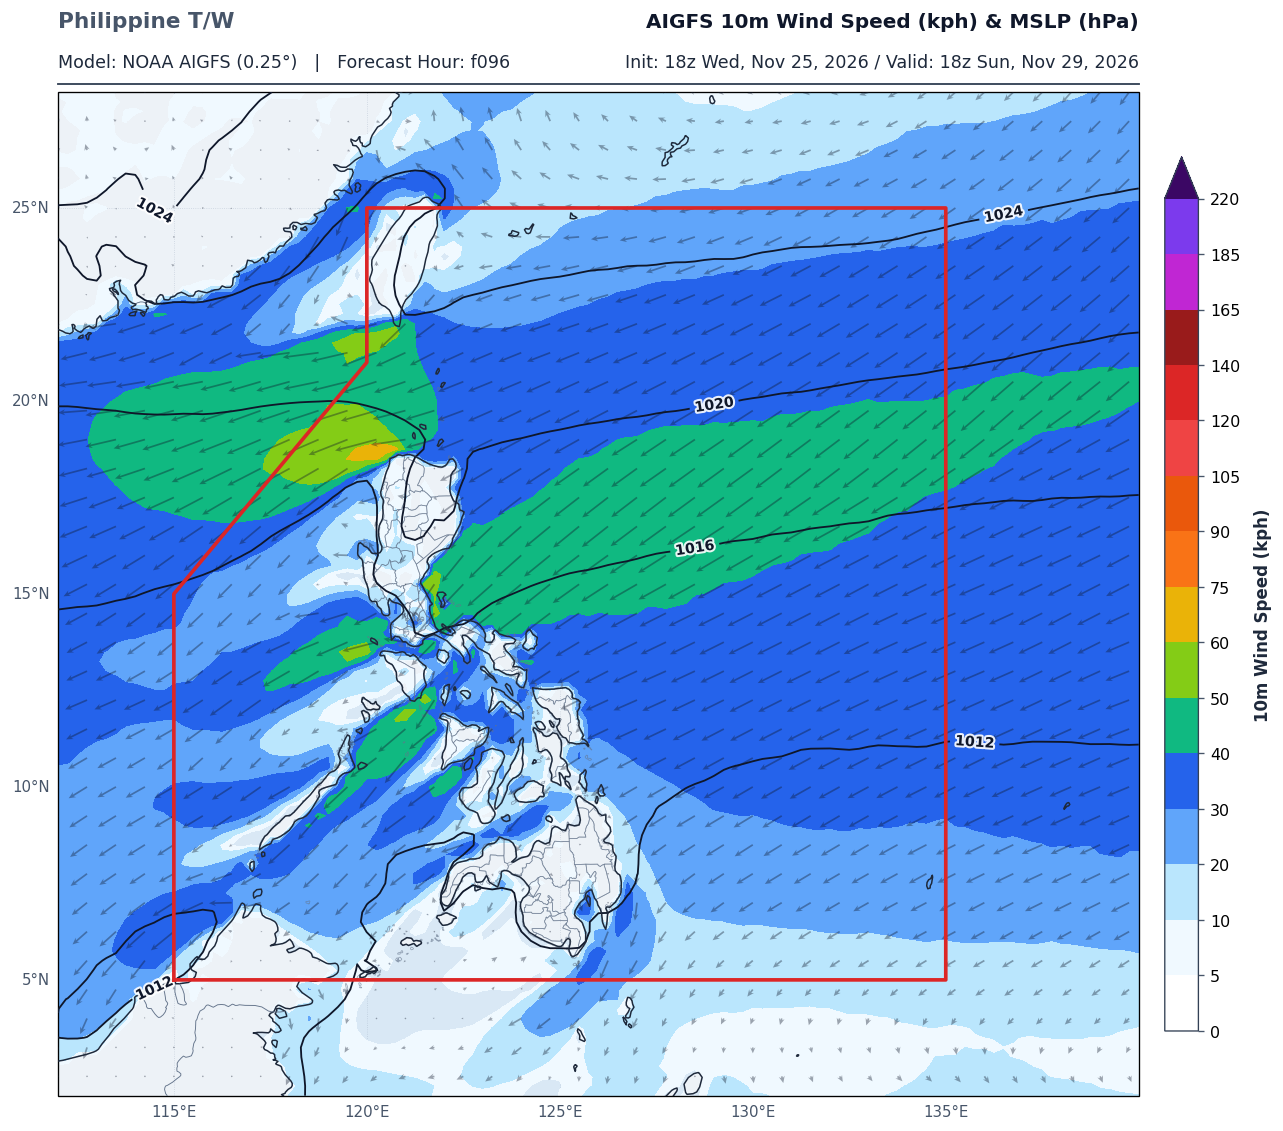 Philippine T/W
AIGFS 10m Wind Speed (kph) & MSLP (hPa)
Model: NOAA AIGFS (0.25°) | Forecast Hour: f096
Init: 18z Wed, Nov 25, 2026 / Valid: 18z Sun, Nov 29, 2026
25°N
20°N
15°N
10°N
5°N
1024
1024
1020
1016
1012
1012
115°E
120°E
125°E
130°E
135°E
220
185
165
140
120
105
90
75
60
50
40
30
20
10
5
0
10m Wind Speed (kph)